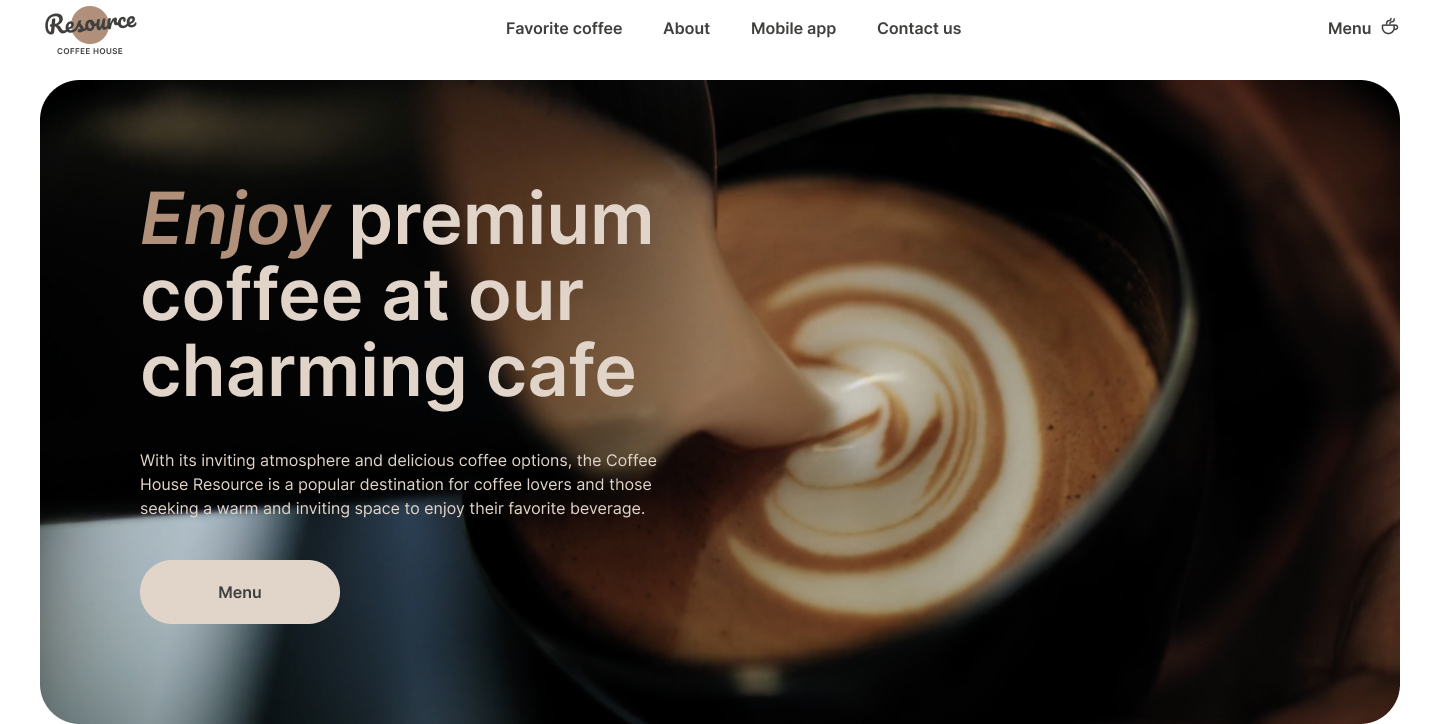 Resource
COFFEE HOUSE
Favorite coffee
About
Mobile app
Contact us
Menu
Enjoy premium
coffee at our
charming cafe
With its inviting atmosphere and delicious coffee options, the Coffee
House Resource is a popular destination for coffee lovers and those
seeking a warm and inviting space to enjoy their favorite beverage.
Menu